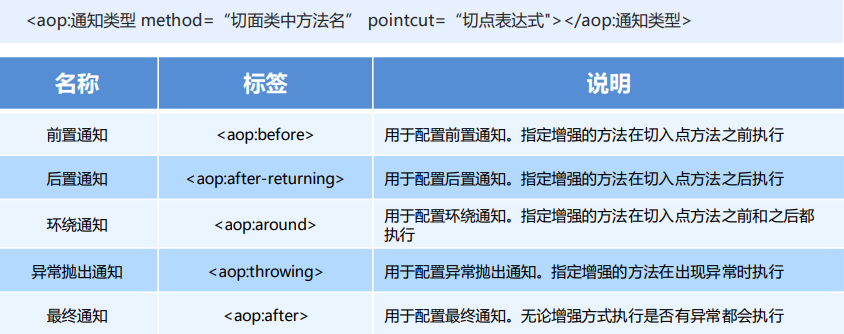 <aop:通知类型 method=“切面类中方法名” pointcut=“切点表达式"></aop:通知类型>
名称 标签 说明
前置通知 <aop:before> 用于配置前置通知。指定增强的方法在切入点方法之前执行
后置通知 <aop:after-returning> 用于配置后置通知。指定增强的方法在切入点方法之后执行
环绕通知 <aop:around> 用于配置环绕通知。指定增强的方法在切入点方法之前和之后都
执行
异常抛出通知 <aop:throwing> 用于配置异常抛出通知。指定增强的方法在出现异常时执行
最终通知 <aop:after> 用于配置最终通知。无论增强方式执行是否有异常都会执行